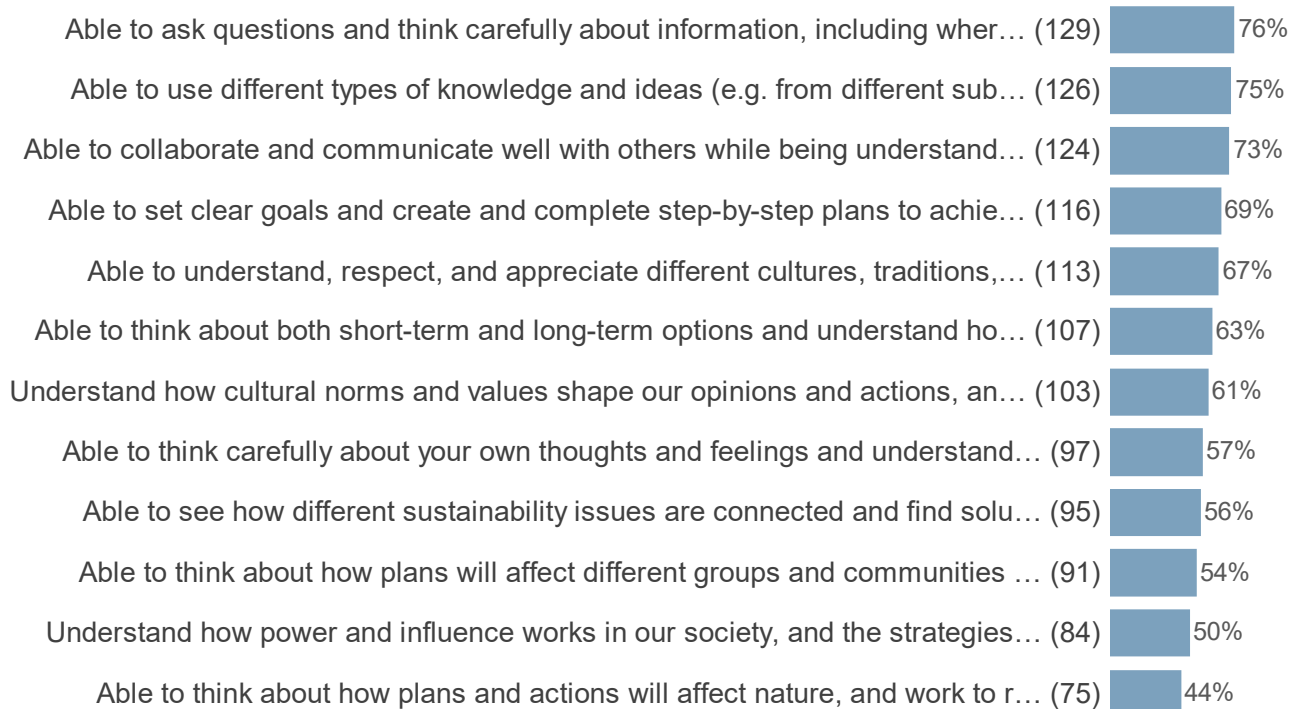 Able to ask questions and think carefully about information, including wher… (129) 76%
Able to use different types of knowledge and ideas (e.g. from different sub… (126) 75%
Able to collaborate and communicate well with others while being understand… (124) 73%
Able to set clear goals and create and complete step-by-step plans to achie… (116) 69%
Able to understand, respect, and appreciate different cultures, traditions,… (113) 67%
Able to think about both short-term and long-term options and understand ho… (107) 63%
Understand how cultural norms and values shape our opinions and actions, an… (103) 61%
Able to think carefully about your own thoughts and feelings and understand… (97) 57%
Able to see how different sustainability issues are connected and find solu… (95) 56%
Able to think about how plans will affect different groups and communities … (91) 54%
Understand how power and influence works in our society, and the strategies… (84) 50%
Able to think about how plans and actions will affect nature, and work to r… (75) 44%